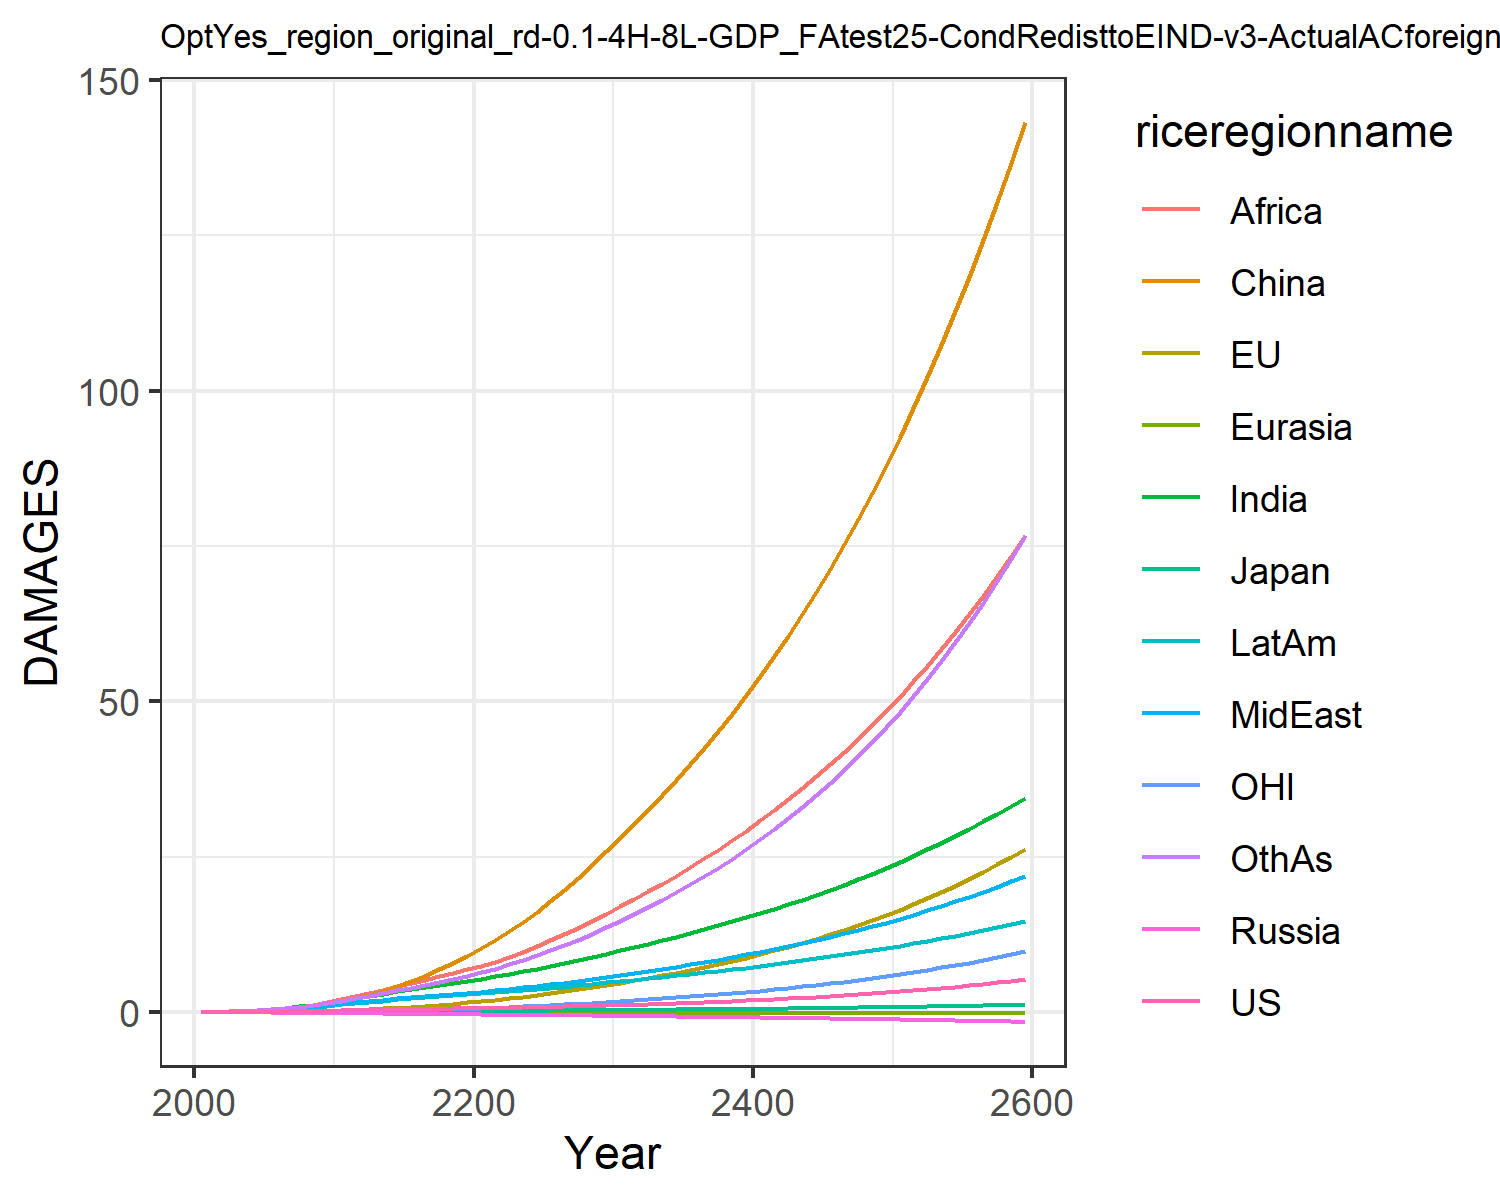 OptYes_region_original_rd-0.1-4H-8L-GDP_FAtest25-CondRedisttoEIND-v3-ActualACforeign
150
100
50
0
DAMAGES
2000
2200
2400
2600
Year
riceregionname
Africa
China
EU
Eurasia
India
Japan
LatAm
MidEast
OHI
OthAs
Russia
US